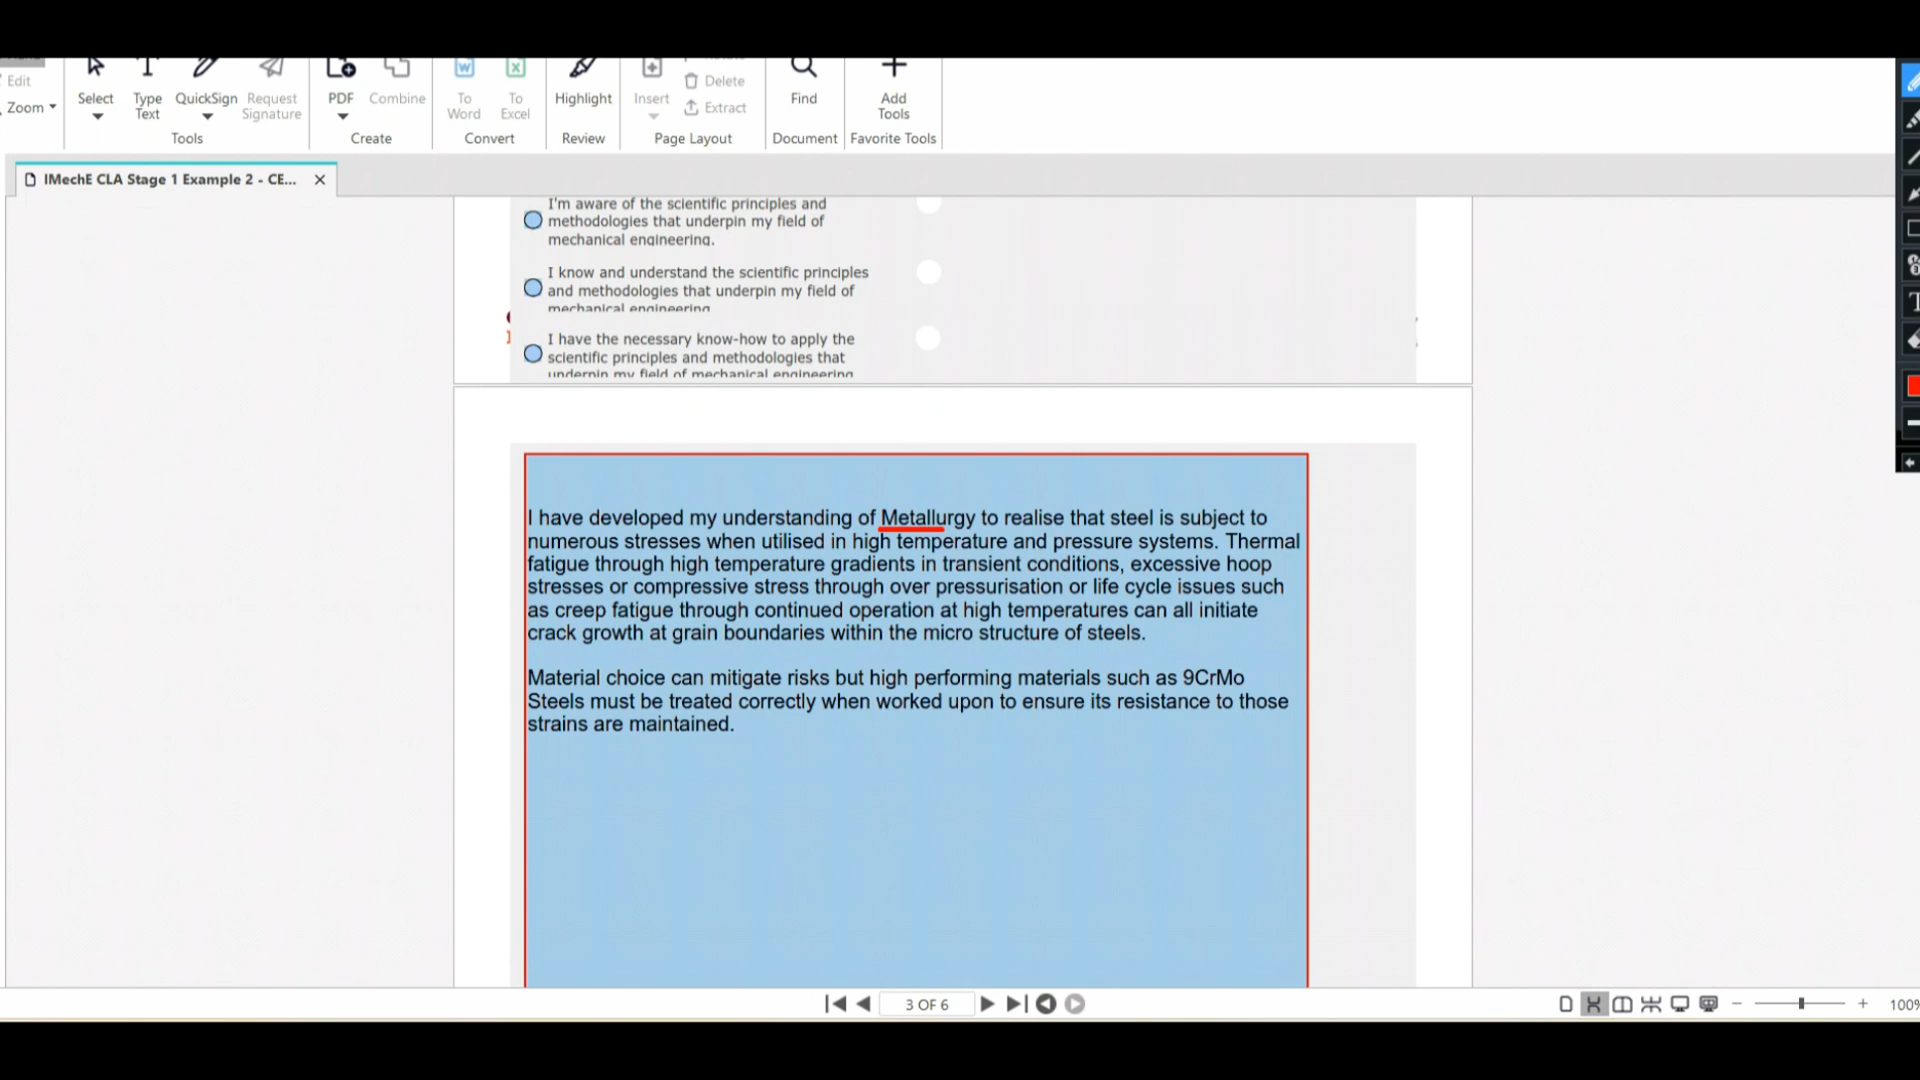 Edit
Zoom
Select
Type
Text
QuickSign
Request
Signature
Tools
PDF
Combine
Create
To
Word
To
Excel
Convert
Highlight
Review
Insert
Delete
Extract
Page Layout
Find
Document
Add
Tools
Favorite Tools
IMechE CLA Stage 1 Example 2 - CE...
I'm aware of the scientific principles and
methodologies that underpin my field of
mechanical engineering.
I know and understand the scientific principles
and methodologies that underpin my field of
mechanical engineering
I have the necessary know-how to apply the
scientific principles and methodologies that
underpin my field of mechanical engineering
I have developed my understanding of Metallurgy to realise that steel is subject to
numerous stresses when utilised in high temperature and pressure systems. Thermal
fatigue through high temperature gradients in transient conditions, excessive hoop
stresses or compressive stress through over pressurisation or life cycle issues such
as creep fatigue through continued operation at high temperatures can all initiate
crack growth at grain boundaries within the micro structure of steels.
Material choice can mitigate risks but high performing materials such as 9CrMo
Steels must be treated correctly when worked upon to ensure its resistance to those
strains are maintained.
3 OF 6
100%